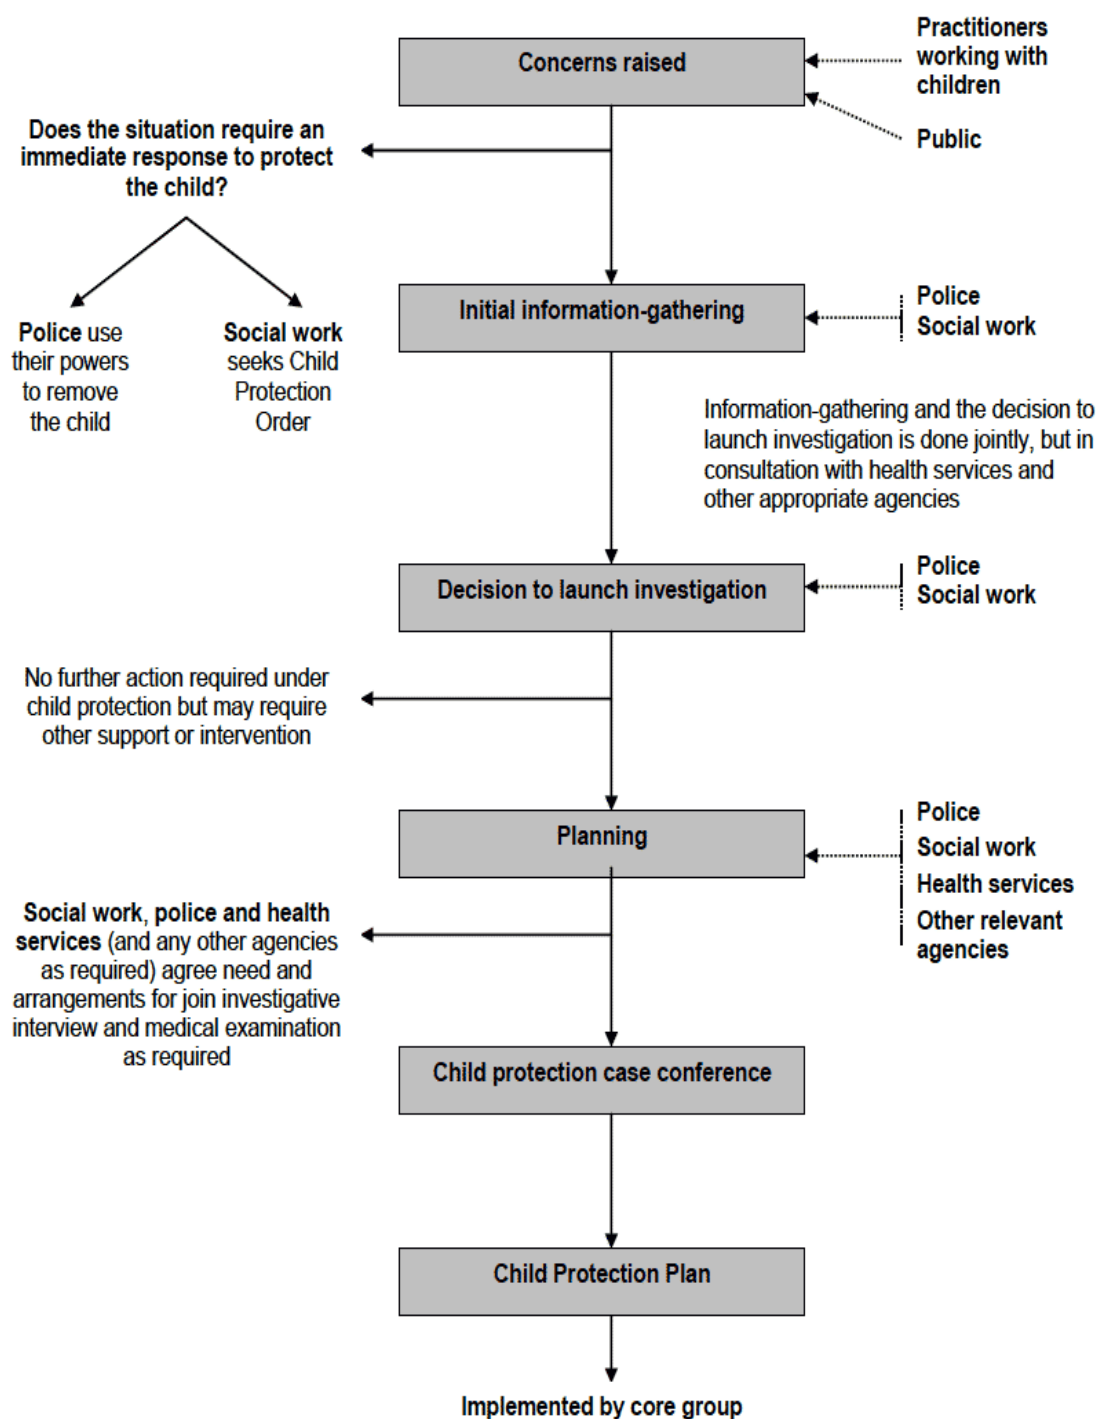 Concerns raised
Practitioners
working with
children
Public
Does the situation require an
immediate response to protect
the child?
Police use
their powers
to remove
the child
Social work
seeks Child
Protection
Order
Initial information-gathering
Police
Social work
Information-gathering and the decision to
launch investigation is done jointly, but in
consultation with health services and
other appropriate agencies
Decision to launch investigation
Police
Social work
No further action required under
child protection but may require
other support or intervention
Planning
Police
Social work
Health services
Other relevant
agencies
Social work, police and health
services (and any other agencies
as required) agree need and
arrangements for join investigative
interview and medical examination
as required
Child protection case conference
Child Protection Plan
Implemented by core group